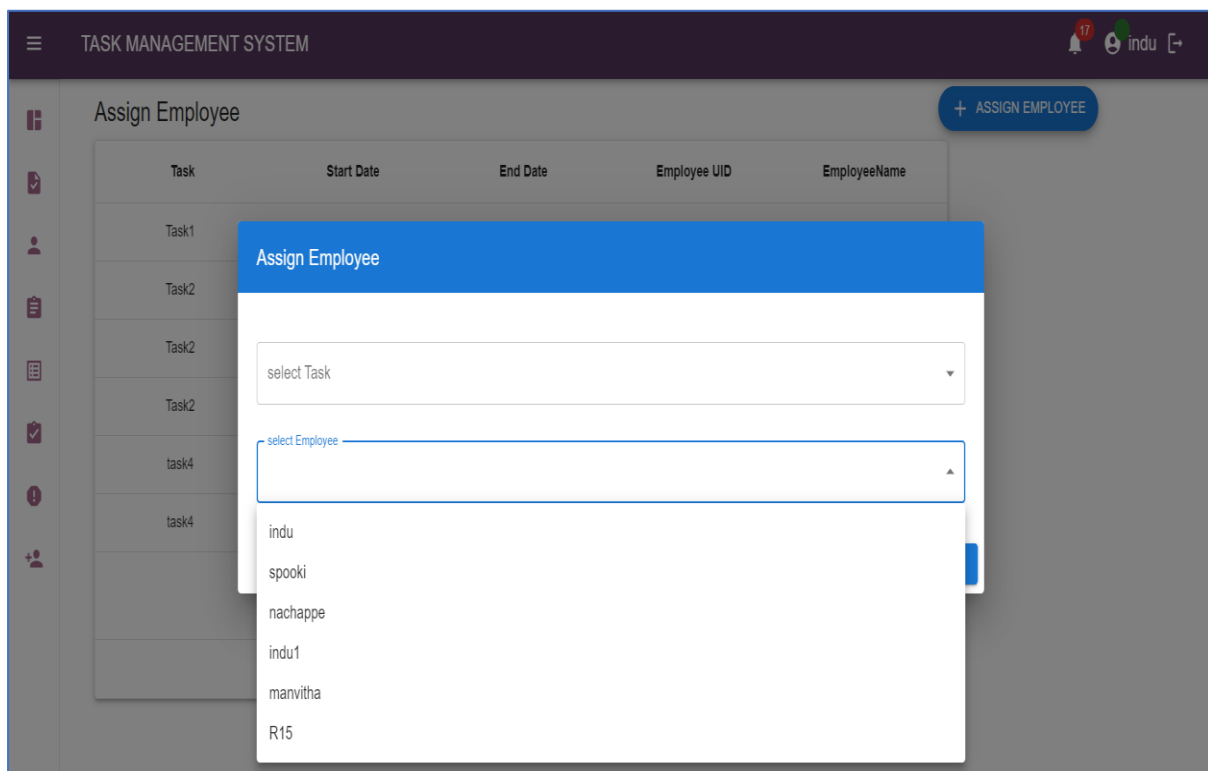 TASK MANAGEMENT SYSTEM
17
indu
Assign Employee
+ ASSIGN EMPLOYEE
Task Start Date End Date Employee UID EmployeeName
Task1
Task2
Task2
Task2
task4
task4
Assign Employee
select Task
select Employee
indu
spooki
nachappe
indu1
manvitha
R15